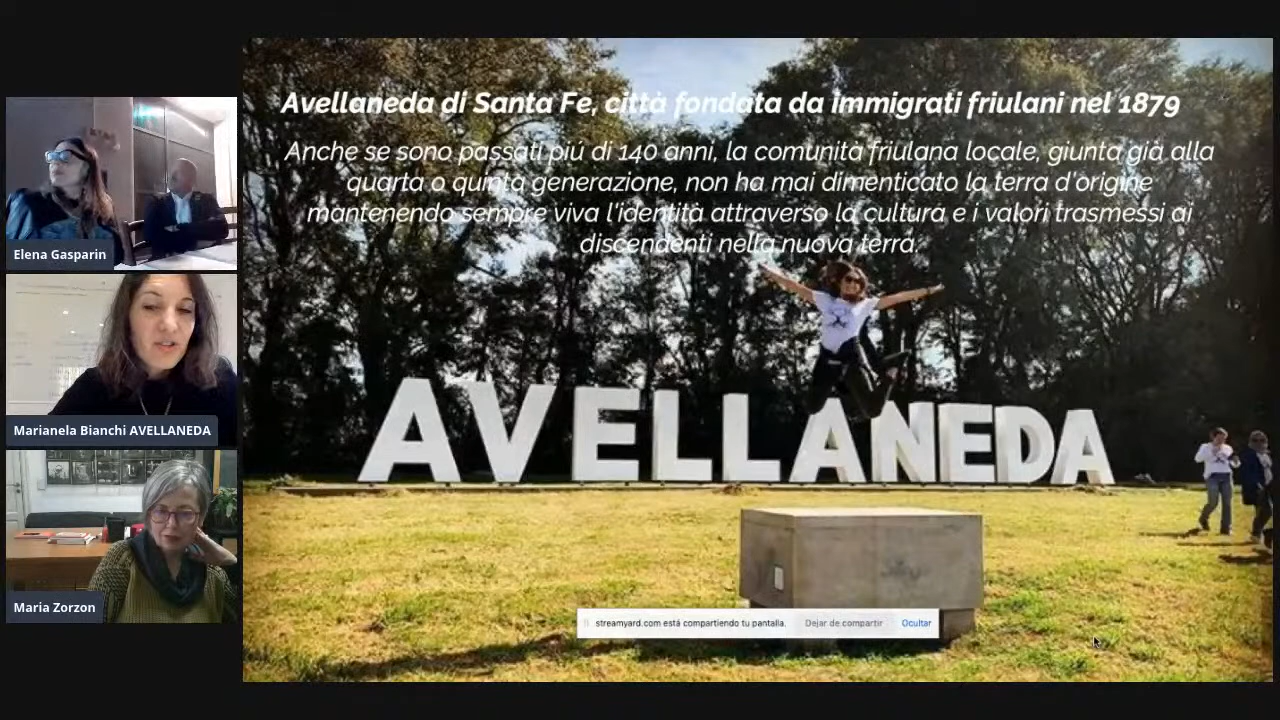 Avellaneda di Santa Fe, città fondata da immigrati friulani nel 1879
Anche se sono passati piú di 140 anni, la comunità friulana locale, giunta già alla
quarta o quinta generazione, non ha mai dimenticato la terra d'origine
mantenendo sempre viva l'identità attraverso la cultura e i valori trasmessi ai
discendenti nella nuova terra.
Elena Gasparin
Marianela Bianchi AVELLANEDA
Maria Zorzon
AVELLANEDA
streamyard.com está compartiendo tu pantalla. Dejar de compartir Ocultar